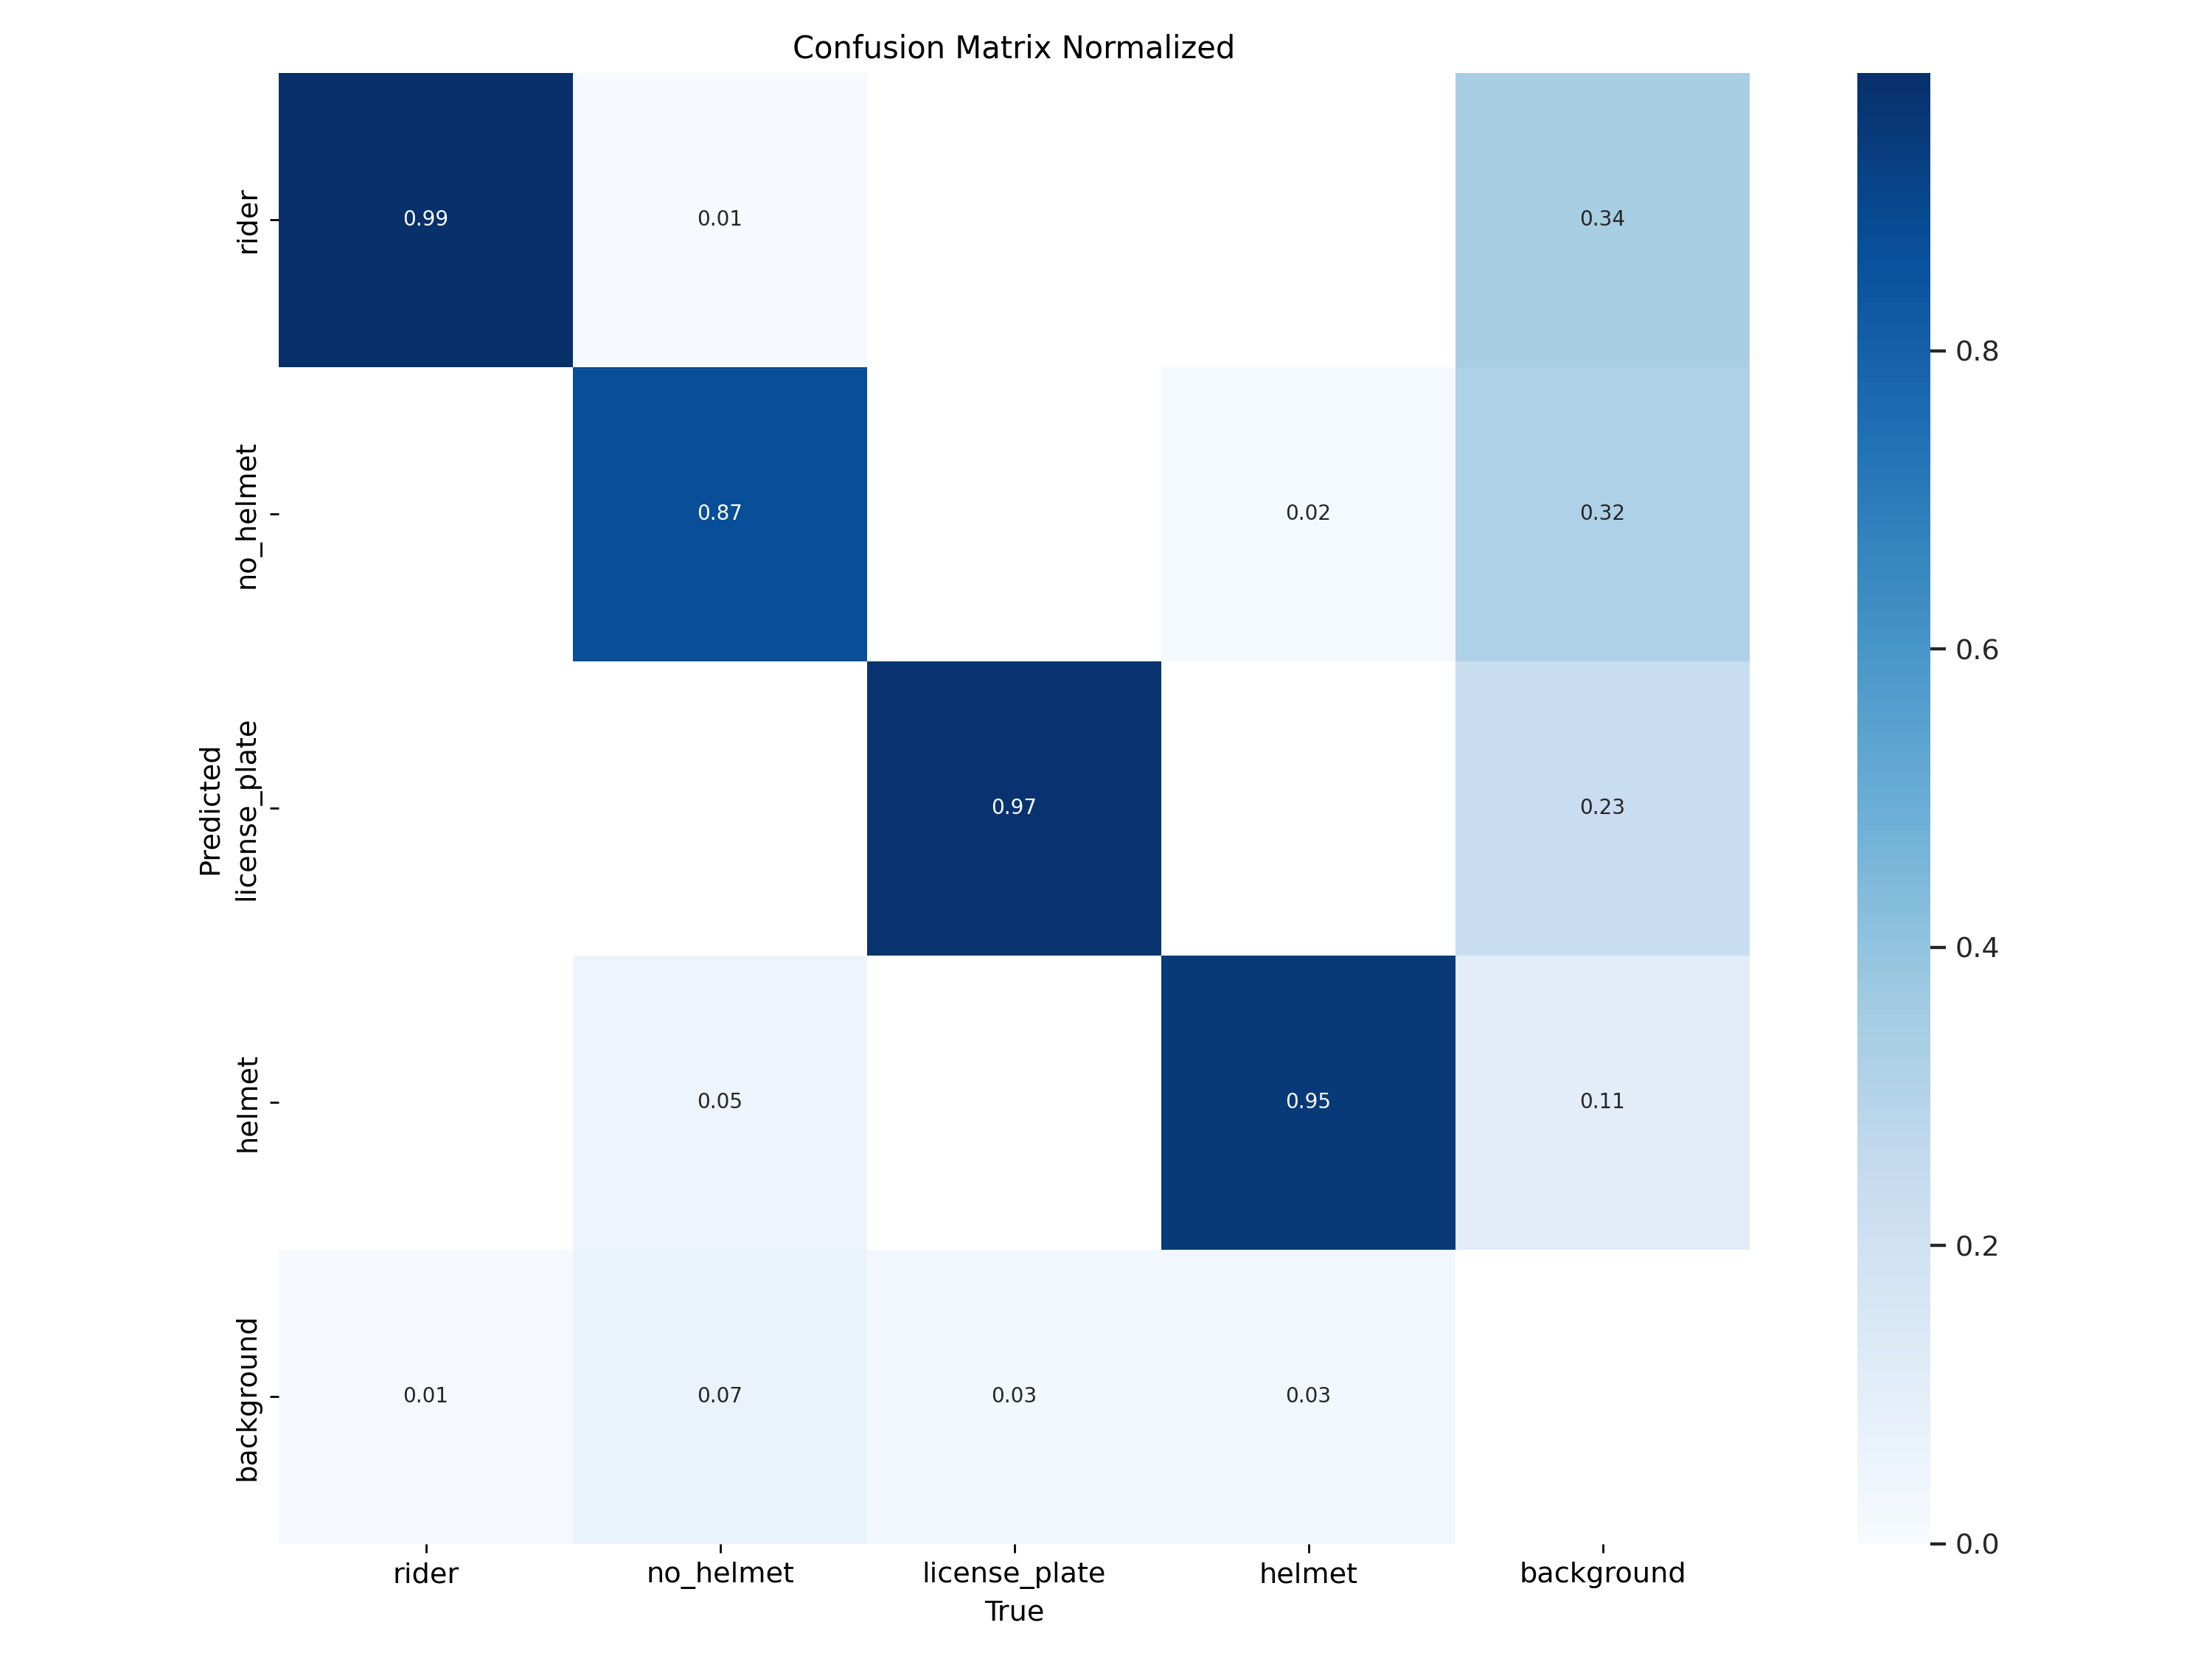 Confusion Matrix Normalized
rider
0.99
0.01
0.34
0.8
no_helmet
0.87
0.02
0.32
0.6
Predicted
license_plate
0.97
0.23
0.4
helmet
0.05
0.95
0.11
0.2
background
0.01
0.07
0.03
0.03
0.0
rider
no_helmet
license_plate
helmet
background
True